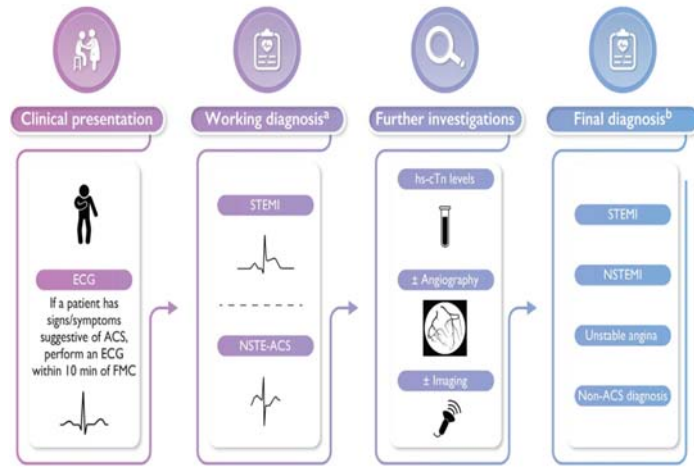 Clinical presentation
ECG
If a patient has
signs/symptoms
suggestive of ACS,
perform an ECG
within 10 min of FMC
Working diagnosisᵃ
STEMI
NSTE-ACS
Further investigations
hs-cTn levels
± Angiography
± Imaging
Final diagnosisᵇ
STEMI
NSTEMI
Unstable angina
Non-ACS diagnosis